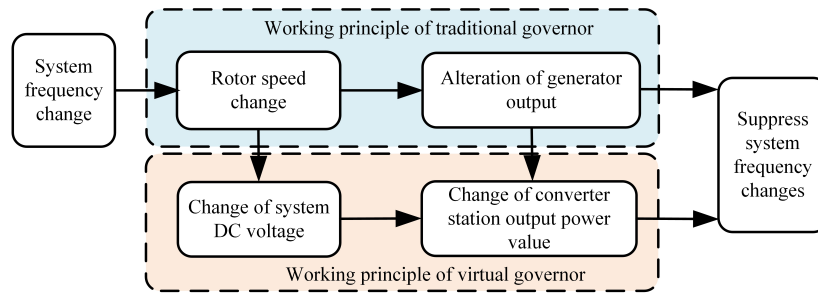 Working principle of traditional governor
System
frequency
change
Rotor speed
change
Alteration of generator
output
Suppress
system
frequency
changes
Change of system
DC voltage
Change of converter
station output power
value
Working principle of virtual governor